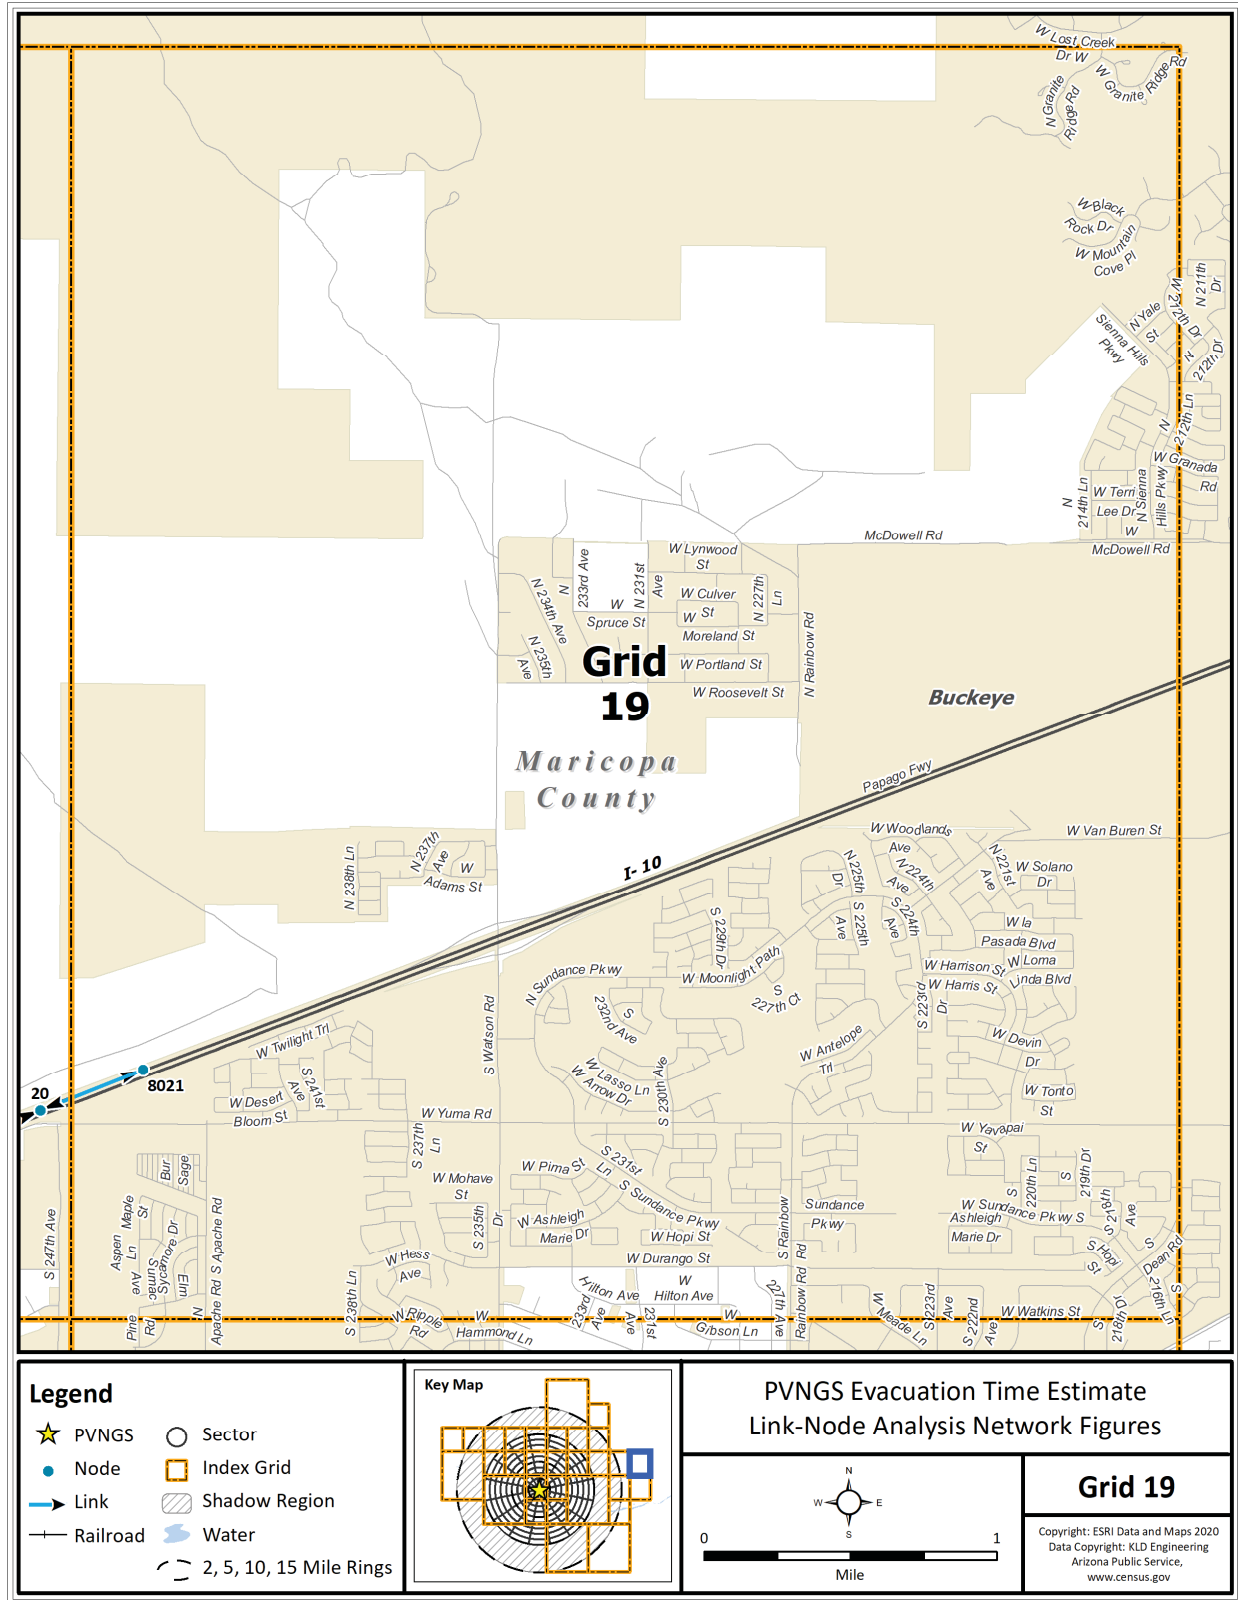 W Lost Creek
Dr W
W Granite Ridge Rd
N Granite
Ridge Rd
W Black
Rock Dr
W Mountain
Cove Pl
N 211th
Dr
W 212th Dr
N Yale
St
Sienna Hills
Pkwy
N
212th Dr
N
212th Ln
W Granada
Rd
N
214th Ln
W Terri
Lee Dr
N Sienna
Hills Pkwy
W
McDowell Rd
McDowell Rd
W Lynwood
St
233rd Ave
N
N 231st
Ave
W Culver
St
N 227th
Ln
N 234th Ave
W
Spruce St
W
Moreland St
N 235th
Ave
W Portland St
N Rainbow Rd
W Roosevelt St
Grid
19
Buckeye
Maricopa
County
Papago Fwy
I- 10
W Woodlands
Ave
W Van Buren St
N 237th
Ave
W
Adams St
N 238th Ln
N 225th
Dr
N 224th
Ave
N 221st
Ave
W Solano
Dr
S 229th Dr
S 225th
Ave
S 224th
Ave
W la
Pasada Blvd
W Loma
Linda Blvd
W Moonlight Path
W Harrison St
W Harris St
N Sundance Pkwy
S
227th Ct
S
232nd Ave
S 223rd
Dr
S Watson Rd
W Twilight Trl
W Antelope
Trl
W Devin
Dr
W Lasso Ln
W Arrow Dr
S 230th Ave
S 241st
Ave
W Desert
Bloom St
W Tonto
St
20
8021
W Yuma Rd
W Yavapai
St
S 237th
Ln
Bur
Sage
W Pima St
S 231st
Ln
W Mohave
St
S Sundance Pkwy
S
220th Ln
S
219th Dr
S 218th
Ave
Maple
St
Aspen
Ln
S Apache Rd
S 247th Ave
S 235th
Dr
W Ashleigh
Marie Dr
W Hopi St
S Rainbow
Rd
Sundance
Pkwy
W Sundance Pkwy S
Ashleigh
Marie Dr
W Durango St
S Hopi
St
S
Dean Rd
Sycamore Dr
Sumac
Ave
Elm
W Hess
Ave
Hilton Ave
W
Hilton Ave
227th Ave
Rainbow Rd
S
216th Ln
S 238th Ln
N
Apache Rd
Pine
Rd
W Ripple
Rd
W
Hammond Ln
233rd
Ave
231st
Ave
W
Gibson Ln
W
Meade Ln
S 223rd
Ave
S 222nd
Ave
W Watkins St
S
218th Dr
Legend
PVNGS
Sector
Node
Index Grid
Link
Shadow Region
Railroad
Water
2, 5, 10, 15 Mile Rings
Key Map
PVNGS Evacuation Time Estimate
Link-Node Analysis Network Figures
N
W
E
S
0
1
Mile
Grid 19
Copyright: ESRI Data and Maps 2020
Data Copyright: KLD Engineering
Arizona Public Service,
www.census.gov